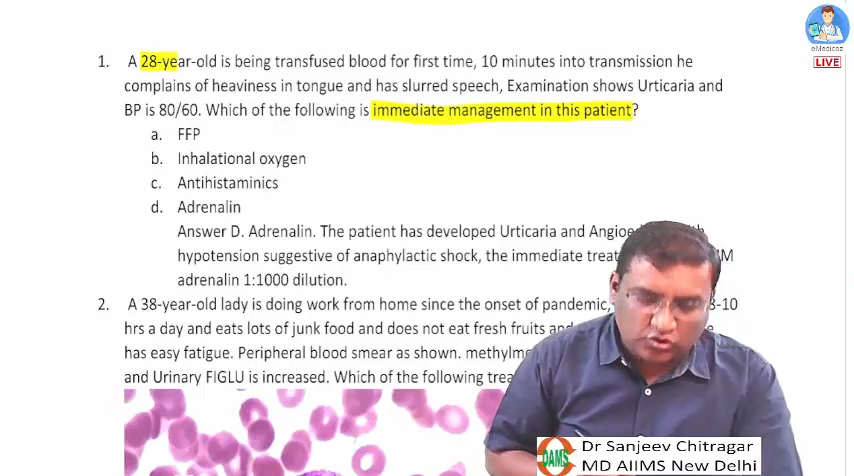 eMedicoz
LIVE
1. A 28-year-old is being transfused blood for first time, 10 minutes into transmission he
complains of heaviness in tongue and has slurred speech, Examination shows Urticaria and
BP is 80/60. Which of the following is immediate management in this patient?
a. FFP
b. Inhalational oxygen
c. Antihistaminics
d. Adrenalin
Answer D. Adrenalin. The patient has developed Urticaria and
hypotension suggestive of anaphylactic shock, the immediate
adrenalin 1:1000 dilution.
2. A 38-year-old lady is doing work from home since the onset of pandemic, -10
hrs a day and eats lots of junk food and does not eat fresh fruits and
has easy fatigue. Peripheral blood smear as shown.
and Urinary FIGLU is increased. Which of the following
DAMS
Dr Sanjeev Chitragar
MD AIIMS New Delhi